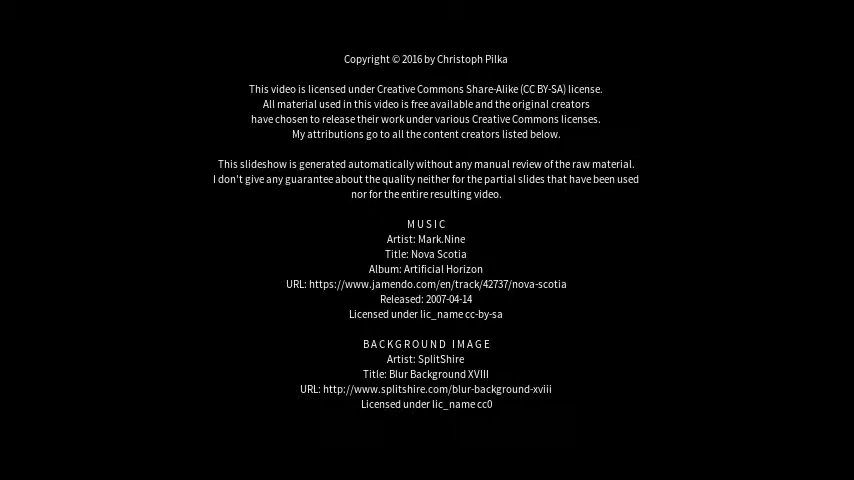 Copyright © 2016 by Christoph Pilka
This video is licensed under Creative Commons Share-Alike (CC BY-SA) license.
All material used in this video is free available and the original creators
have chosen to release their work under various Creative Commons licenses.
My attributions go to all the content creators listed below.
This slideshow is generated automatically without any manual review of the raw material.
I don't give any guarantee about the quality neither for the partial slides that have been used
nor for the entire resulting video.
MUSIC
Artist: Mark.Nine
Title: Nova Scotia
Album: Artificial Horizon
URL: https://www.jamendo.com/en/track/42737/nova-scotia
Released: 2007-04-14
Licensed under lic_name cc-by-sa
BACKGROUND IMAGE
Artist: SplitShire
Title: Blur Background XVIII
URL: http://www.splitshire.com/blur-background-xviii
Licensed under lic_name cc0